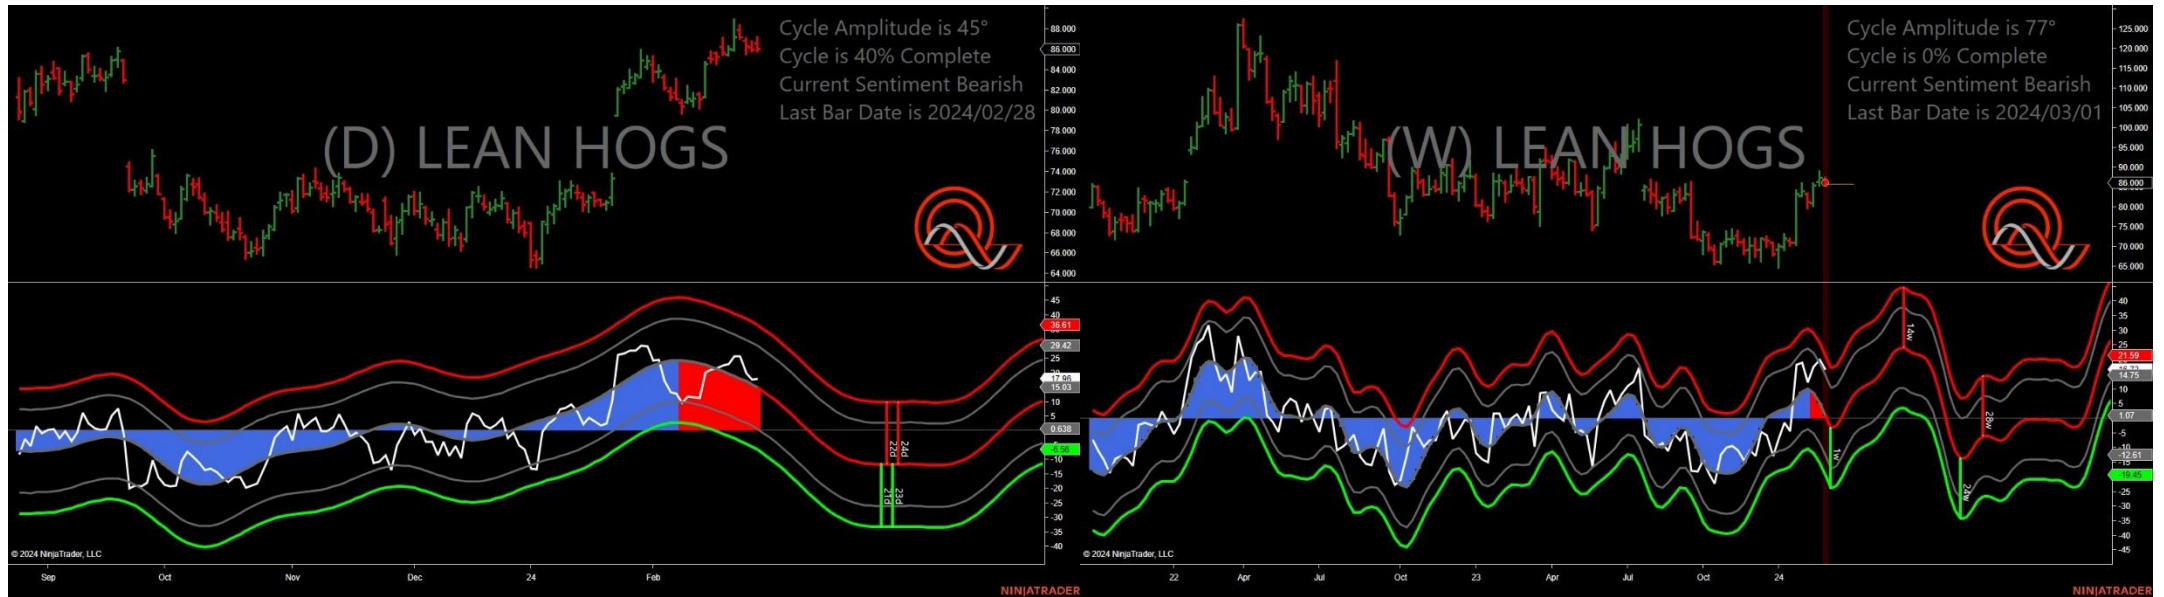 Cycle Amplitude is 45°
Cycle is 40% Complete
Current Sentiment Bearish
Last Bar Date is 2024/02/28
(D) LEAN HOGS
88.000
86.000
84.000
82.000
80.000
78.000
76.000
74.000
72.000
70.000
68.000
66.000
64.000
45
40
36.61
29.42
25
17.96
15.03
10
5
0.638
-6.56
-10
-15
-20
-25
-30
-35
-40
22d
24d
21d
23d
© 2024 NinjaTrader, LLC
Sep
Oct
Nov
Dec
24
Feb
NINJATRADER
Cycle Amplitude is 77°
Cycle is 0% Complete
Current Sentiment Bearish
Last Bar Date is 2024/03/01
(W) LEAN HOGS
125.000
120.000
115.000
110.000
105.000
100.000
95.000
90.000
86.000
80.000
75.000
70.000
65.000
40
35
30
25
21.59
14.75
10
5
1.07
-5
-10
-12.61
-19.45
-25
-30
-35
-40
-45
1w
14w
24w
28w
© 2024 NinjaTrader, LLC
22
Apr
Jul
Oct
23
Apr
Jul
Oct
24
NINJATRADER